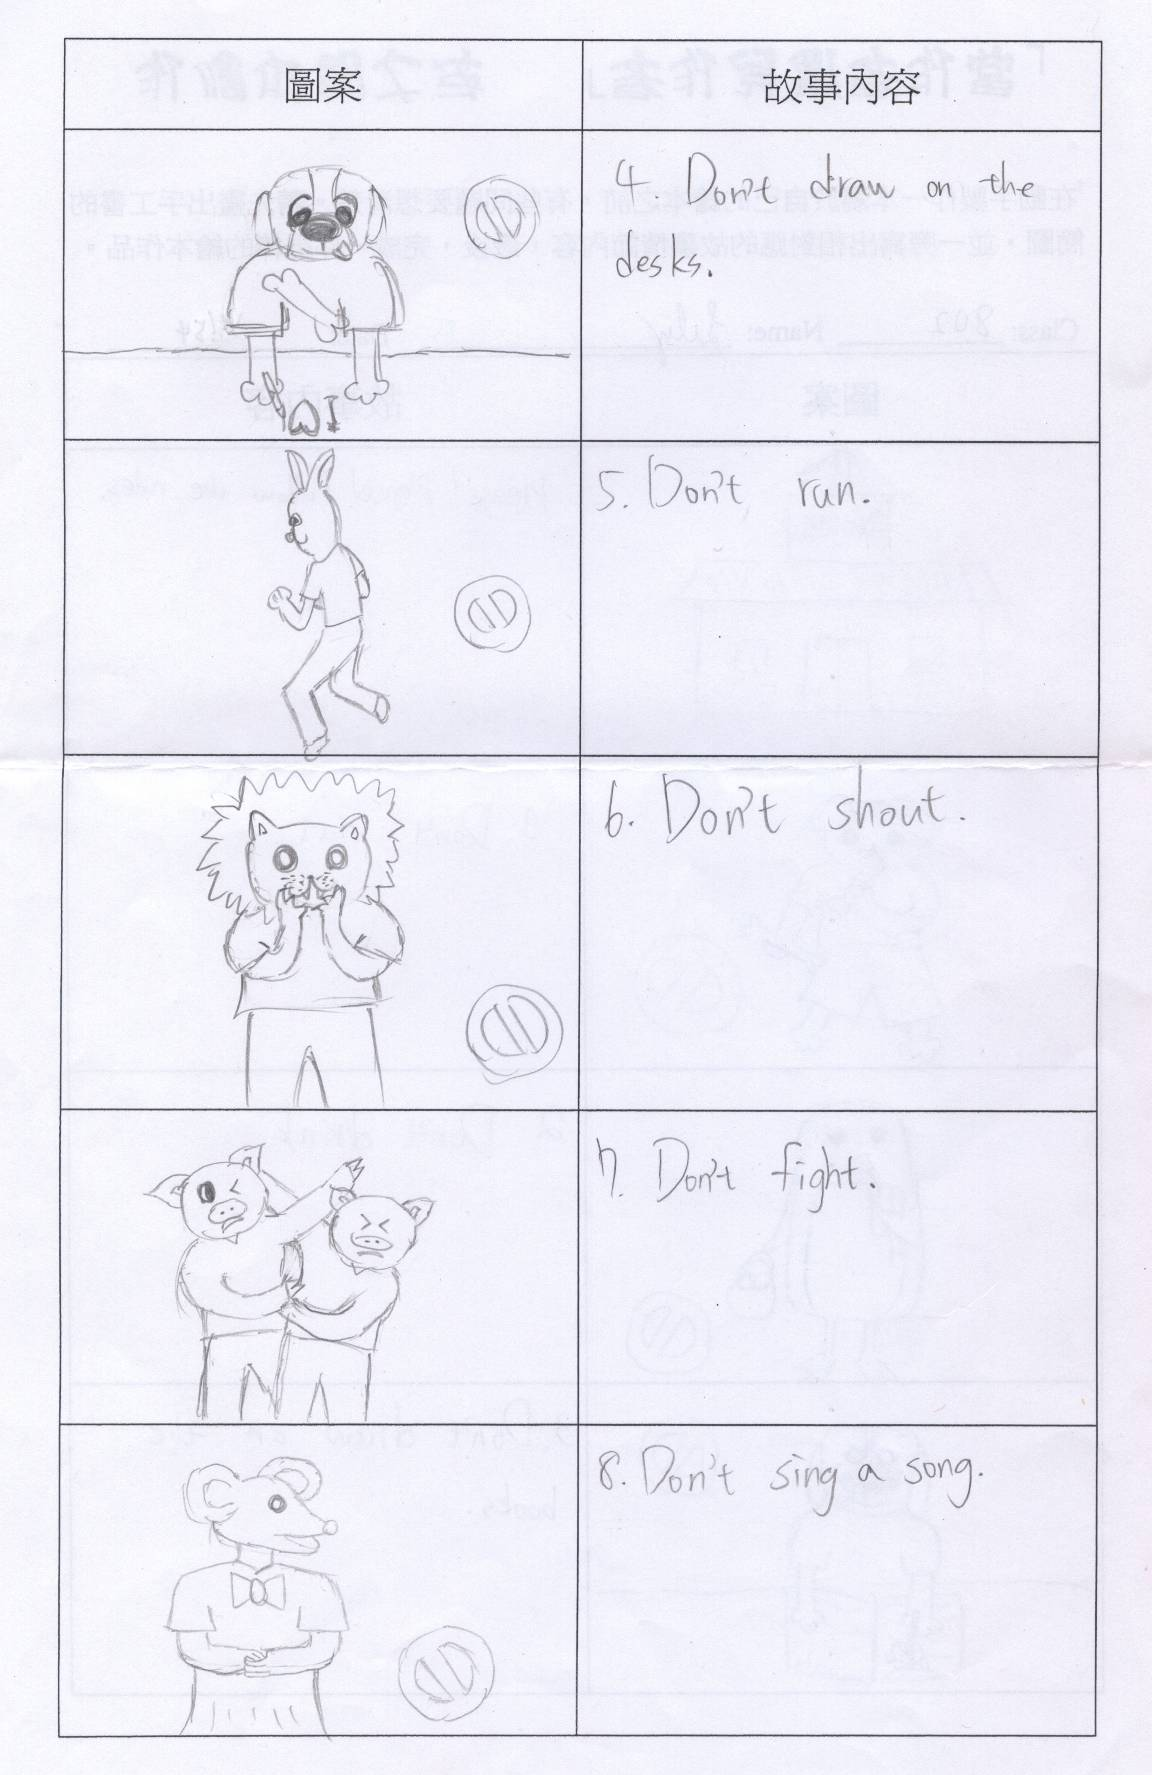 圖案
故事內容
4. Don't draw on the
desks.
5. Don't run.
6. Don't shout.
7. Don't fight.
8. Don't sing a song.